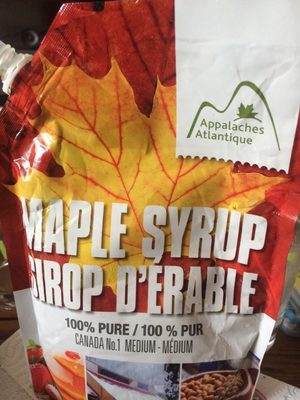 Appalaches
Atlantique
MAPLE SYRUP
SIROP D'ÉRABLE
100% PURE / 100 % PUR
CANADA No.1 MEDIUM - MÉDIUM